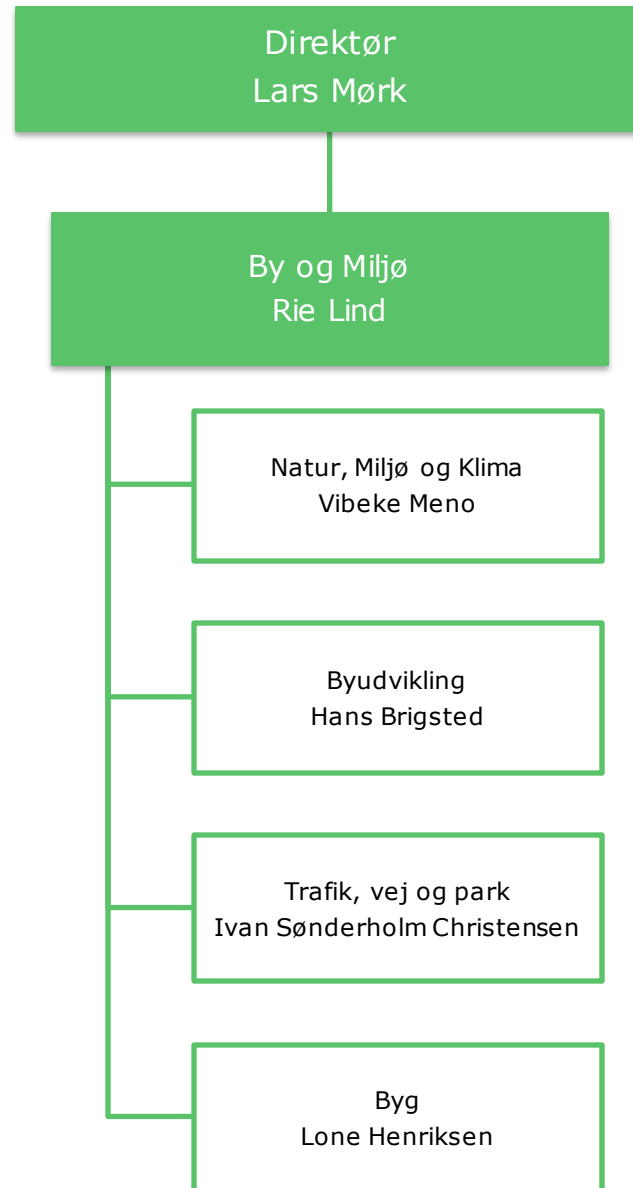 Direktør
Lars Mørk
By og Miljø
Rie Lind
Natur, Miljø og Klima
Vibeke Meno
Byudvikling
Hans Brigsted
Trafik, vej og park
Ivan Sønderholm Christensen
Byg
Lone Henriksen